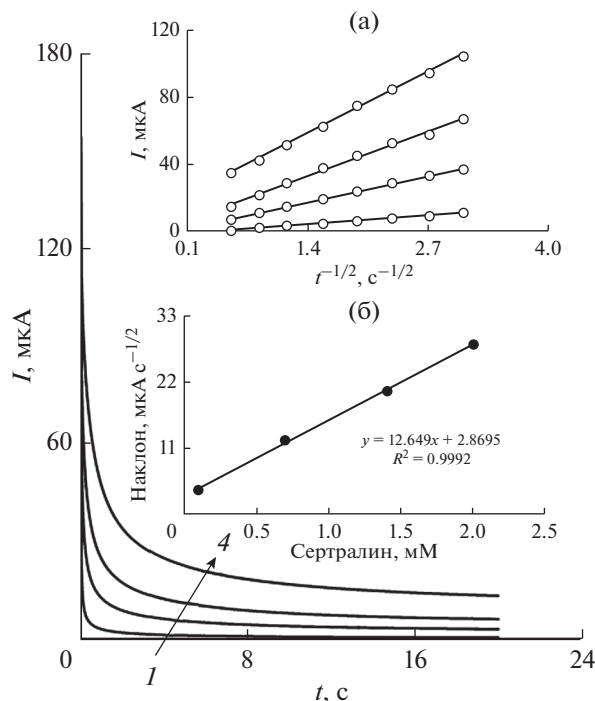 (а)
I, мкА
180
120
60
0
8
16
24
t, с
1
4
I, мкА
120
80
40
0
0.1
1.4
2.7
4.0
t⁻¹/², с⁻¹/²
(б)
Наклон, мкА с⁻¹/²
33
22
11
0
0.5
1.0
1.5
2.0
2.5
y = 12.649x + 2.8695
R² = 0.9992
Сертралин, мМ